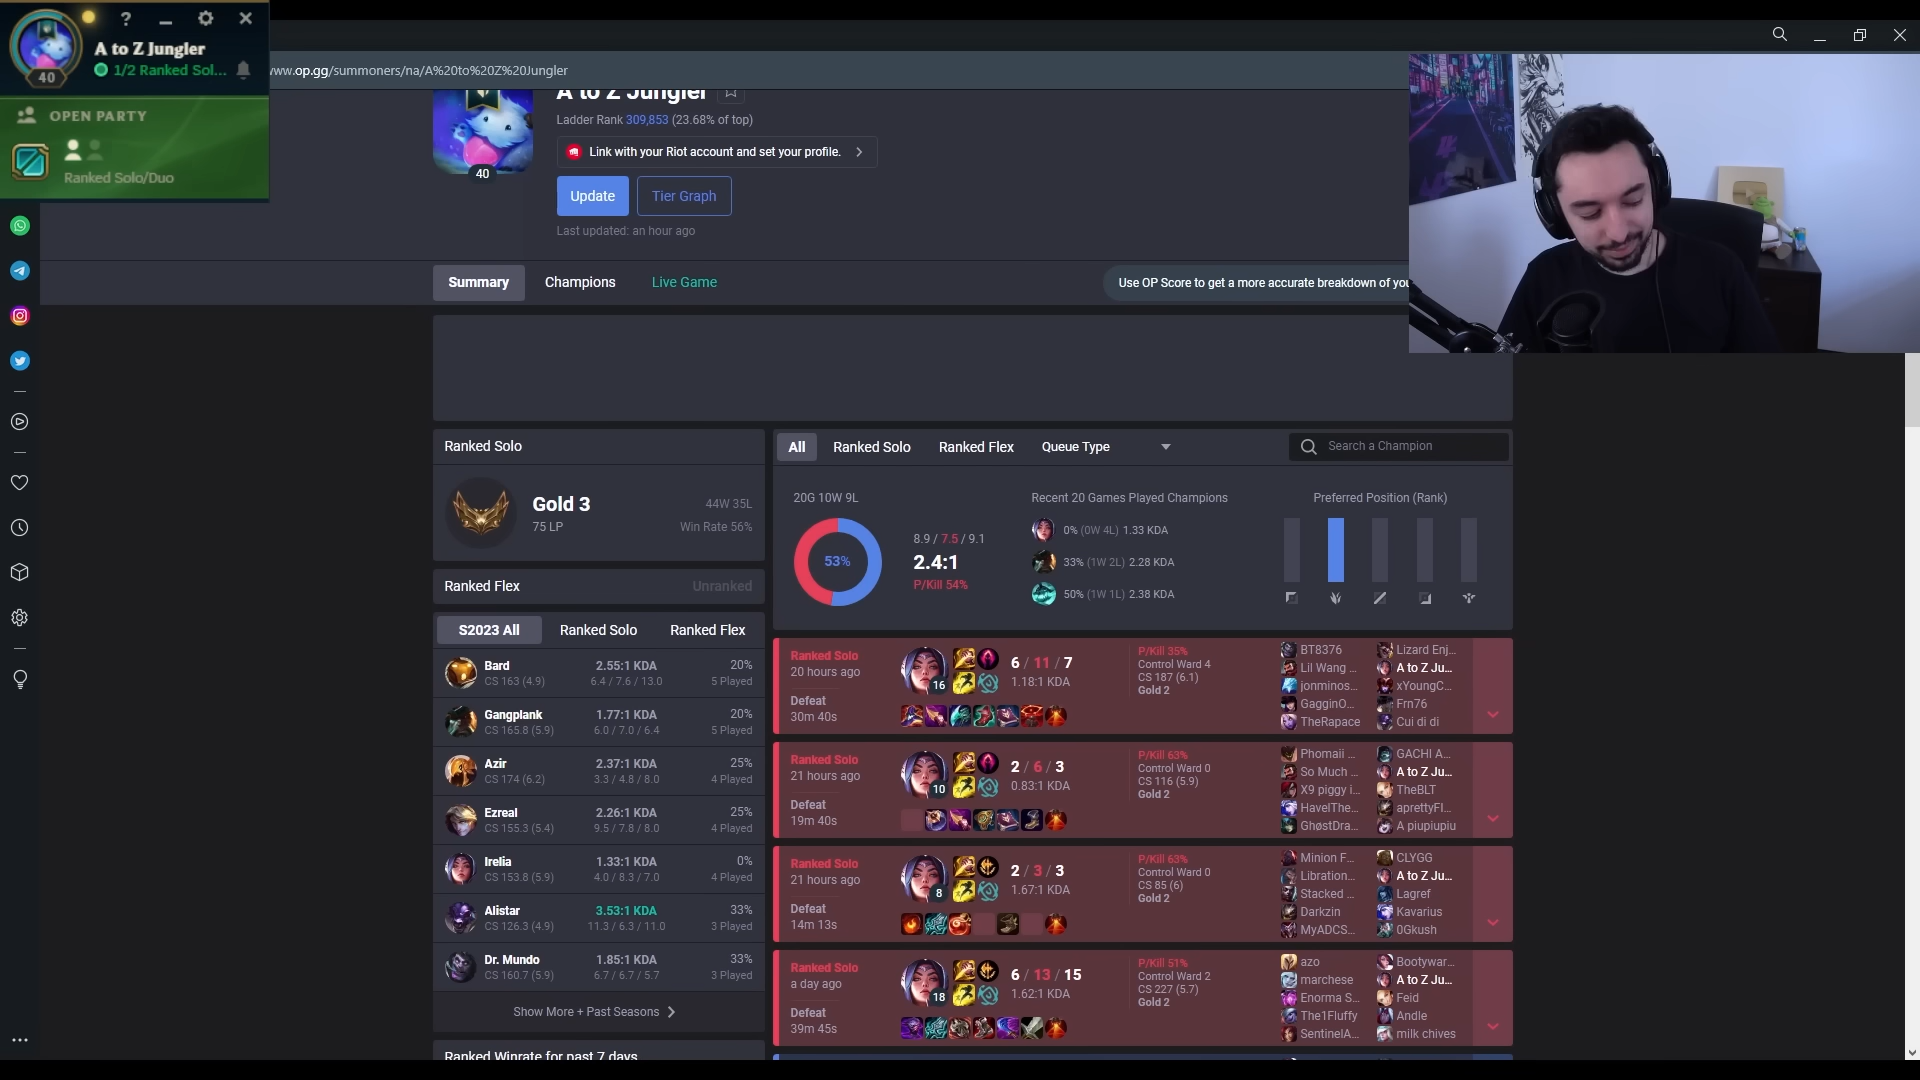 A to Z Jungler
1/2 Ranked Sol...
40
OPEN PARTY
Ranked Solo/Duo
www.op.gg/summoners/na/A%20to%20Z%20Jungler
A to Z Jungler
Ladder Rank 309,853 (23.68% of top)
Link with your Riot account and set your profile.
40
Update
Tier Graph
Last updated: an hour ago
Summary
Champions
Live Game
Use OP Score to get a more accurate breakdown of you
Ranked Solo
Gold 3
75 LP
44W 35L
Win Rate 56%
Ranked Flex
Unranked
S2023 All
Ranked Solo
Ranked Flex
Bard
CS 163 (4.9)
2.55:1 KDA
6.4 / 7.6 / 13.0
20%
5 Played
Gangplank
CS 165.8 (5.9)
1.77:1 KDA
6.0 / 7.0 / 6.4
20%
5 Played
Azir
CS 174 (6.2)
2.37:1 KDA
3.3 / 4.8 / 8.0
25%
4 Played
Ezreal
CS 155.3 (5.4)
2.26:1 KDA
9.5 / 7.8 / 8.0
25%
4 Played
Irelia
CS 153.8 (5.9)
1.33:1 KDA
4.0 / 8.3 / 7.0
0%
4 Played
Alistar
CS 126.3 (4.9)
3.53:1 KDA
11.3 / 6.3 / 11.0
33%
3 Played
Dr. Mundo
CS 160.7 (5.9)
1.85:1 KDA
6.7 / 6.7 / 5.7
33%
3 Played
Show More + Past Seasons
Ranked Winrate for past 7 days
All
Ranked Solo
Ranked Flex
Queue Type
Search a Champion
20G 10W 9L
53%
8.9 / 7.5 / 9.1
2.4:1
P/Kill 54%
Recent 20 Games Played Champions
0% (0W 4L) 1.33 KDA
33% (1W 2L) 2.28 KDA
50% (1W 1L) 2.38 KDA
Preferred Position (Rank)
Ranked Solo
20 hours ago
Defeat
30m 40s
16
6 / 11 / 7
1.18:1 KDA
P/Kill 35%
Control Ward 4
CS 187 (6.1)
Gold 2
BT8376
Lil Wang ...
jonminos...
GagginO...
TheRapace
Lizard Enj...
A to Z Ju...
xYoungC...
Frn76
Cui di di
Ranked Solo
21 hours ago
Defeat
19m 40s
10
2 / 6 / 3
0.83:1 KDA
P/Kill 63%
Control Ward 0
CS 116 (5.9)
Gold 2
Phomaii ...
So Much ...
X9 piggy i...
HavelThe...
GhøstDra...
GACHI A...
A to Z Ju...
TheBLT
aprettyFl...
A piupiupiu
Ranked Solo
21 hours ago
Defeat
14m 13s
8
2 / 3 / 3
1.67:1 KDA
P/Kill 63%
Control Ward 0
CS 85 (6)
Gold 2
Minion F...
Libration...
Stacked ...
Darkzin
MyADCS...
CLYGG
A to Z Ju...
Lagref
Kavarius
0Gkush
Ranked Solo
a day ago
Defeat
39m 45s
18
6 / 13 / 15
1.62:1 KDA
P/Kill 51%
Control Ward 2
CS 227 (5.7)
Gold 2
azo
marchese
Enorma S...
The1Fluffy
SentinelA...
Bootywar...
A to Z Ju...
Feid
Andle
milk chives